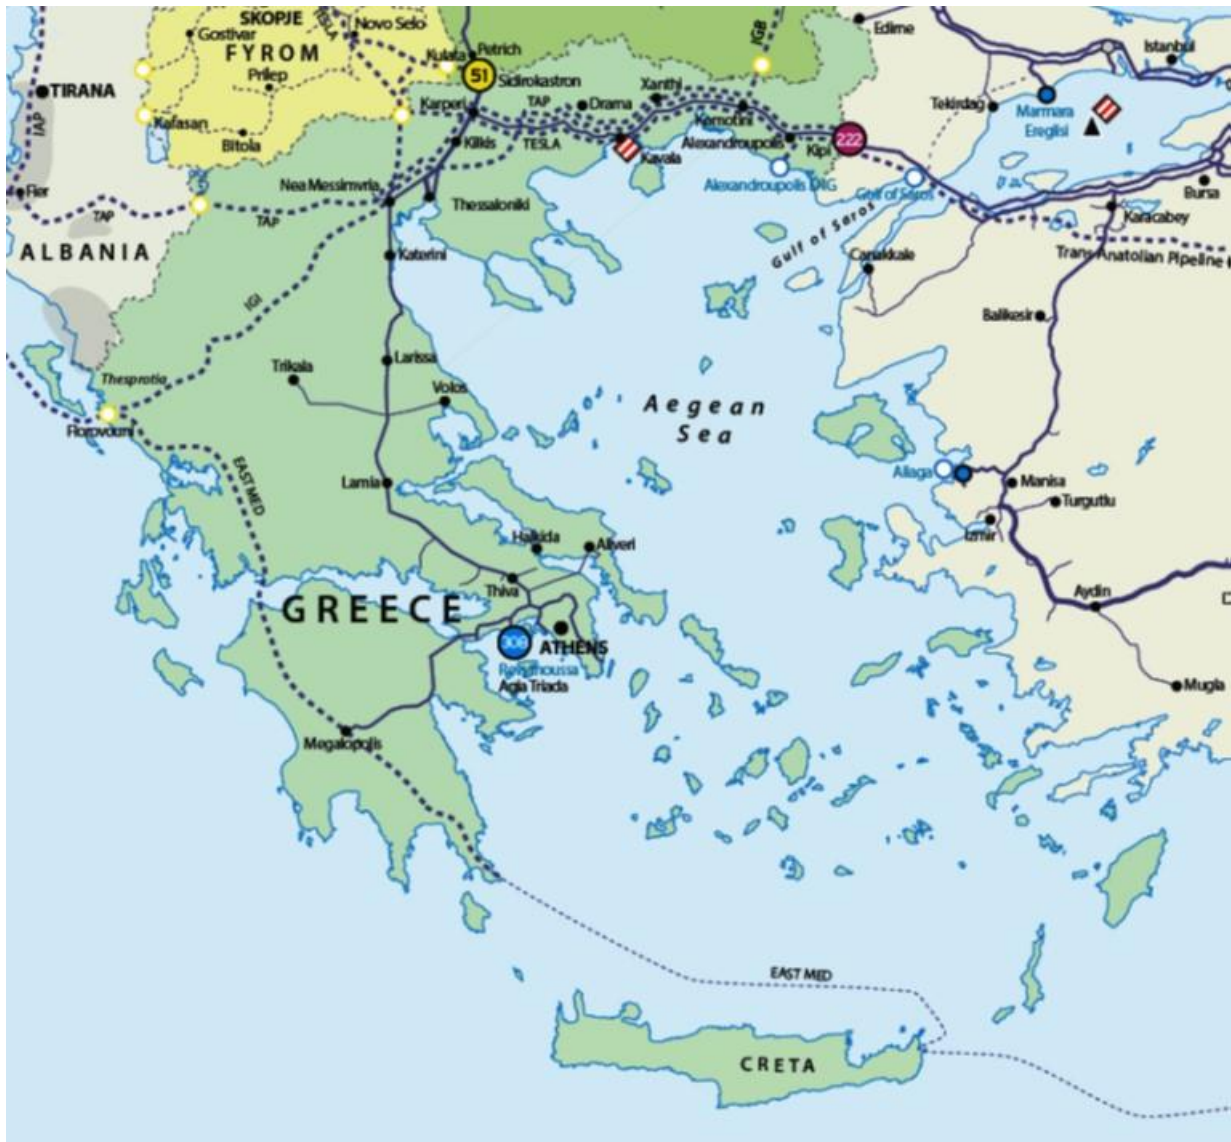 SKOPJE
Gostivar
Novo Selo
FYROM
Prilep
Kafasan
Bitola
TIRANA
IAP
Fier
TAP
ALBANIA
Kulata
Petrich
51
Sidirokastron
IGB
Edirne
Istanbul
Karperi
TAP
Drama
Xanthi
Komotini
Kilkis
TESLA
Kavala
Alexandroupolis
Kipi
222
Tekirdag
Marmara
Ereglisi
Nea Messimvria
Thessaloniki
TAP
Alexandroupolis
Gulf of Saros
Gulf of Saros
Bursa
Karacabey
Trans Anatolian Pipeline
Katerini
Canakkale
IGI
Balikesir
Thesprotia
Trikala
Larissa
Volos
Florovouni
EAST MED
Aegean
Sea
Lamia
Aliaga
Manisa
Turgutlu
Izmir
Halkida
Aliveri
Thiva
GREECE
ATHENS
Agia Triada
Aydin
Mugla
Megalopolis
EAST MED
CRETA